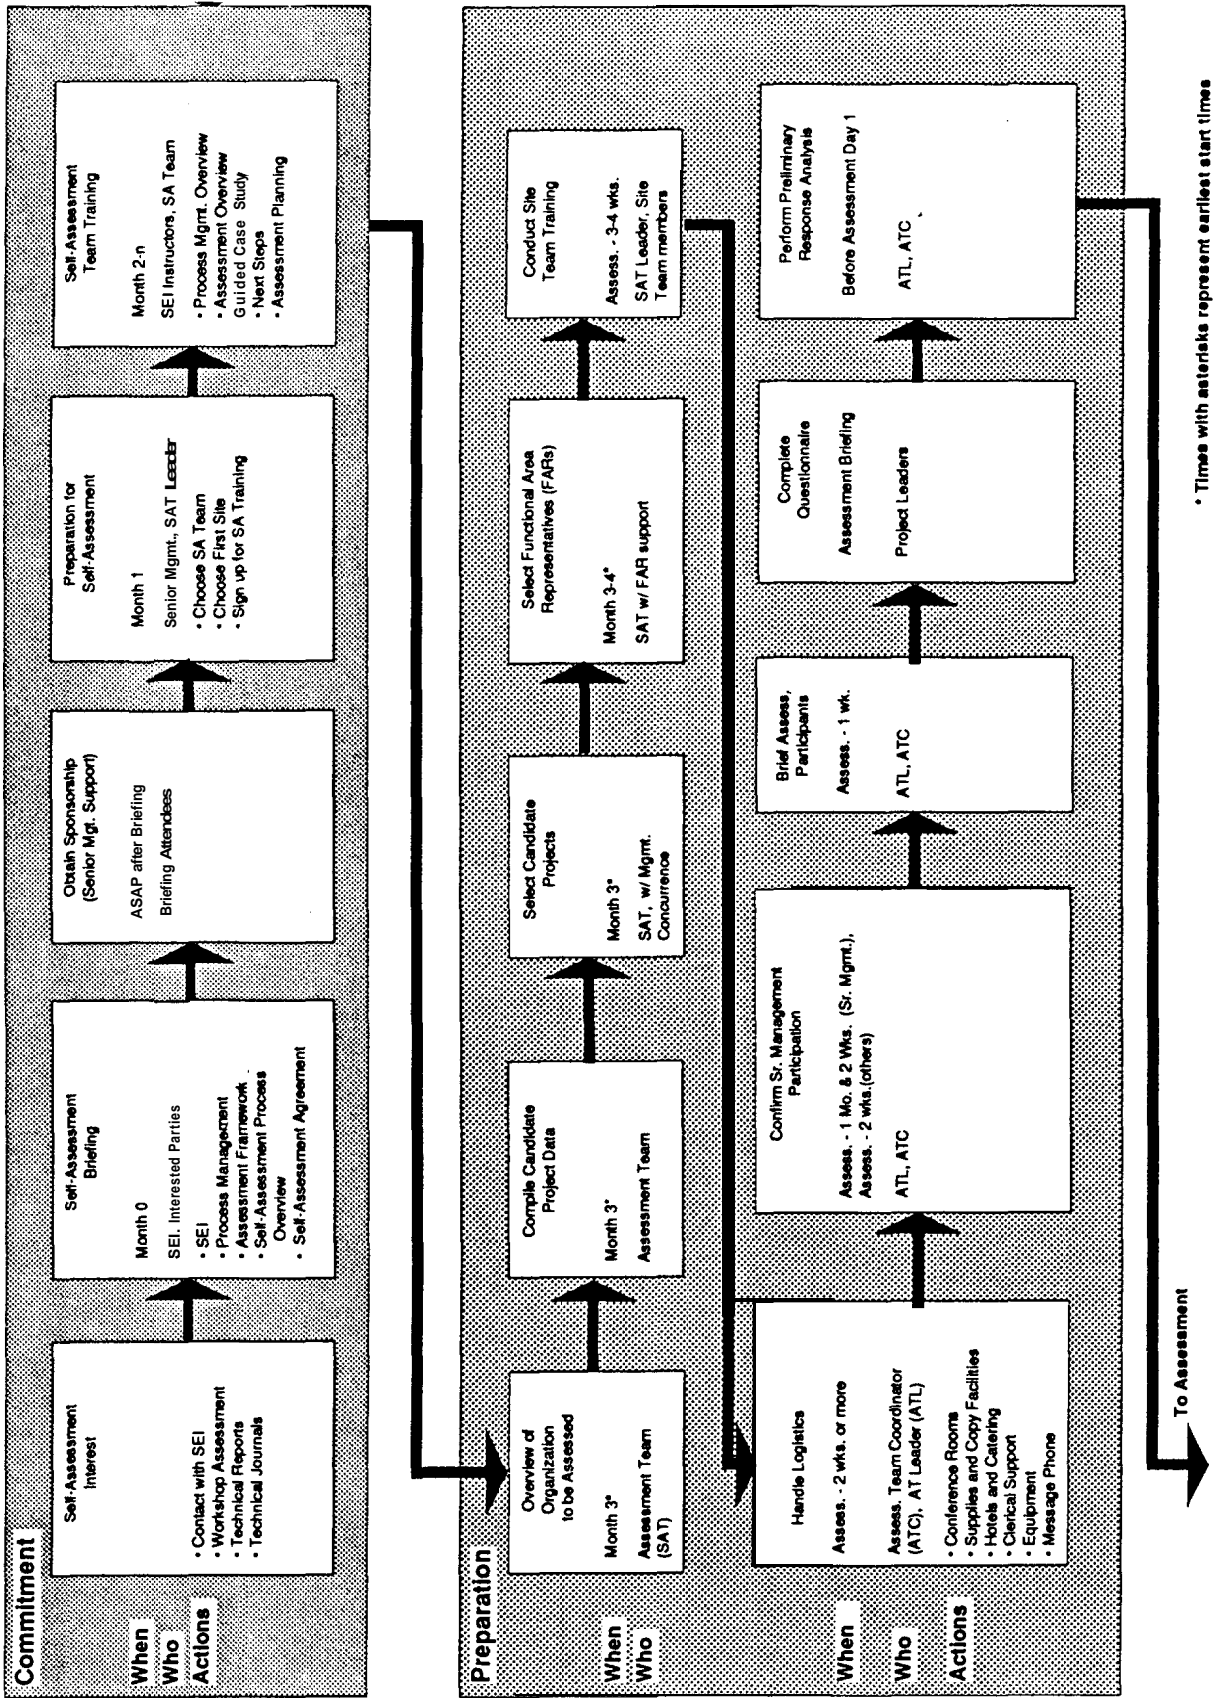 Commitment
When
Who
Actions
Self-Assessment
Interest
• Contact with SEI
• Workshop Assessment
• Technical Reports
• Technical Journals
Self-Assessment
Briefing
Month 0
SEI. Interested Parties
• SEI
• Process Management
• Assessment Framework
• Self-Assessment Process
Overview
• Self-Assessment Agreement
Obtain Sponsorship
(Senior Mgt. Support)
ASAP after Briefing
Briefing Attendees
Preparation for
Self-Assessment
Month 1
Senior Mgmt., SAT Leader
• Choose SA Team
• Choose First Site
• Sign up for SA Training
Self-Assessment
Team Training
Month 2-n
SEI Instructors, SA Team
• Process Mgmt. Overview
• Assessment Overview
Guided Case Study
• Next Steps
• Assessment Planning
Preparation
When
Who
Overview of
Organization
to be Assessed
Month 3*
Assessment Team
(SAT)
Compile Candidate
Project Data
Month 3*
Assessment Team
Select Candidate
Projects
Month 3*
SAT, w/ Mgmt.
Concurrence
Select Functional Area
Representatives (FARs)
Month 3-4*
SAT w/ FAR support
Conduct Site
Team Training
Assess. - 3-4 wks.
SAT Leader, Site
Team members
When
Who
Actions
Handle Logistics
Assess. - 2 wks. or more
Assess. Team Coordinator
(ATC), AT Leader (ATL)
• Conference Rooms
• Supplies and Copy Facilities
• Hotels and Catering
• Clerical Support
• Equipment
• Message Phone
Confirm Sr. Management
Participation
Assess. - 1 Mo. & 2 Wks. (Sr. Mgmt.),
Assess. - 2 wks.(others)
ATL, ATC
Brief Assess,
Participants
Assess. - 1 wk.
ATL, ATC
Complete
Questionnaire
Assessment Briefing
Project Leaders
Perform Preliminary
Response Analysis
Before Assessment Day 1
ATL, ATC
To Assessment
* Times with asterisks represent earliest start times